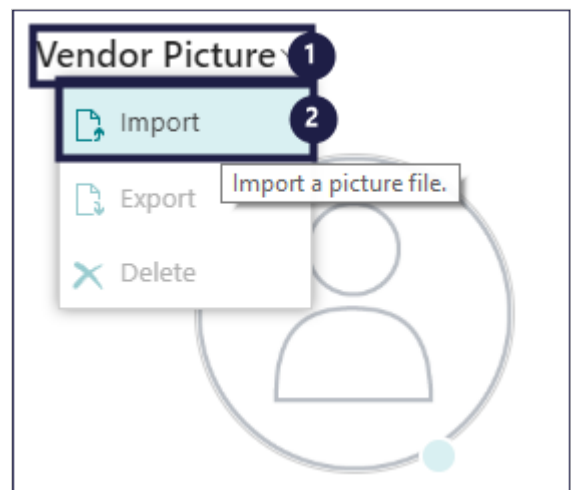 Vendor Picture 1
Import 2
Import a picture file.
Export
Delete